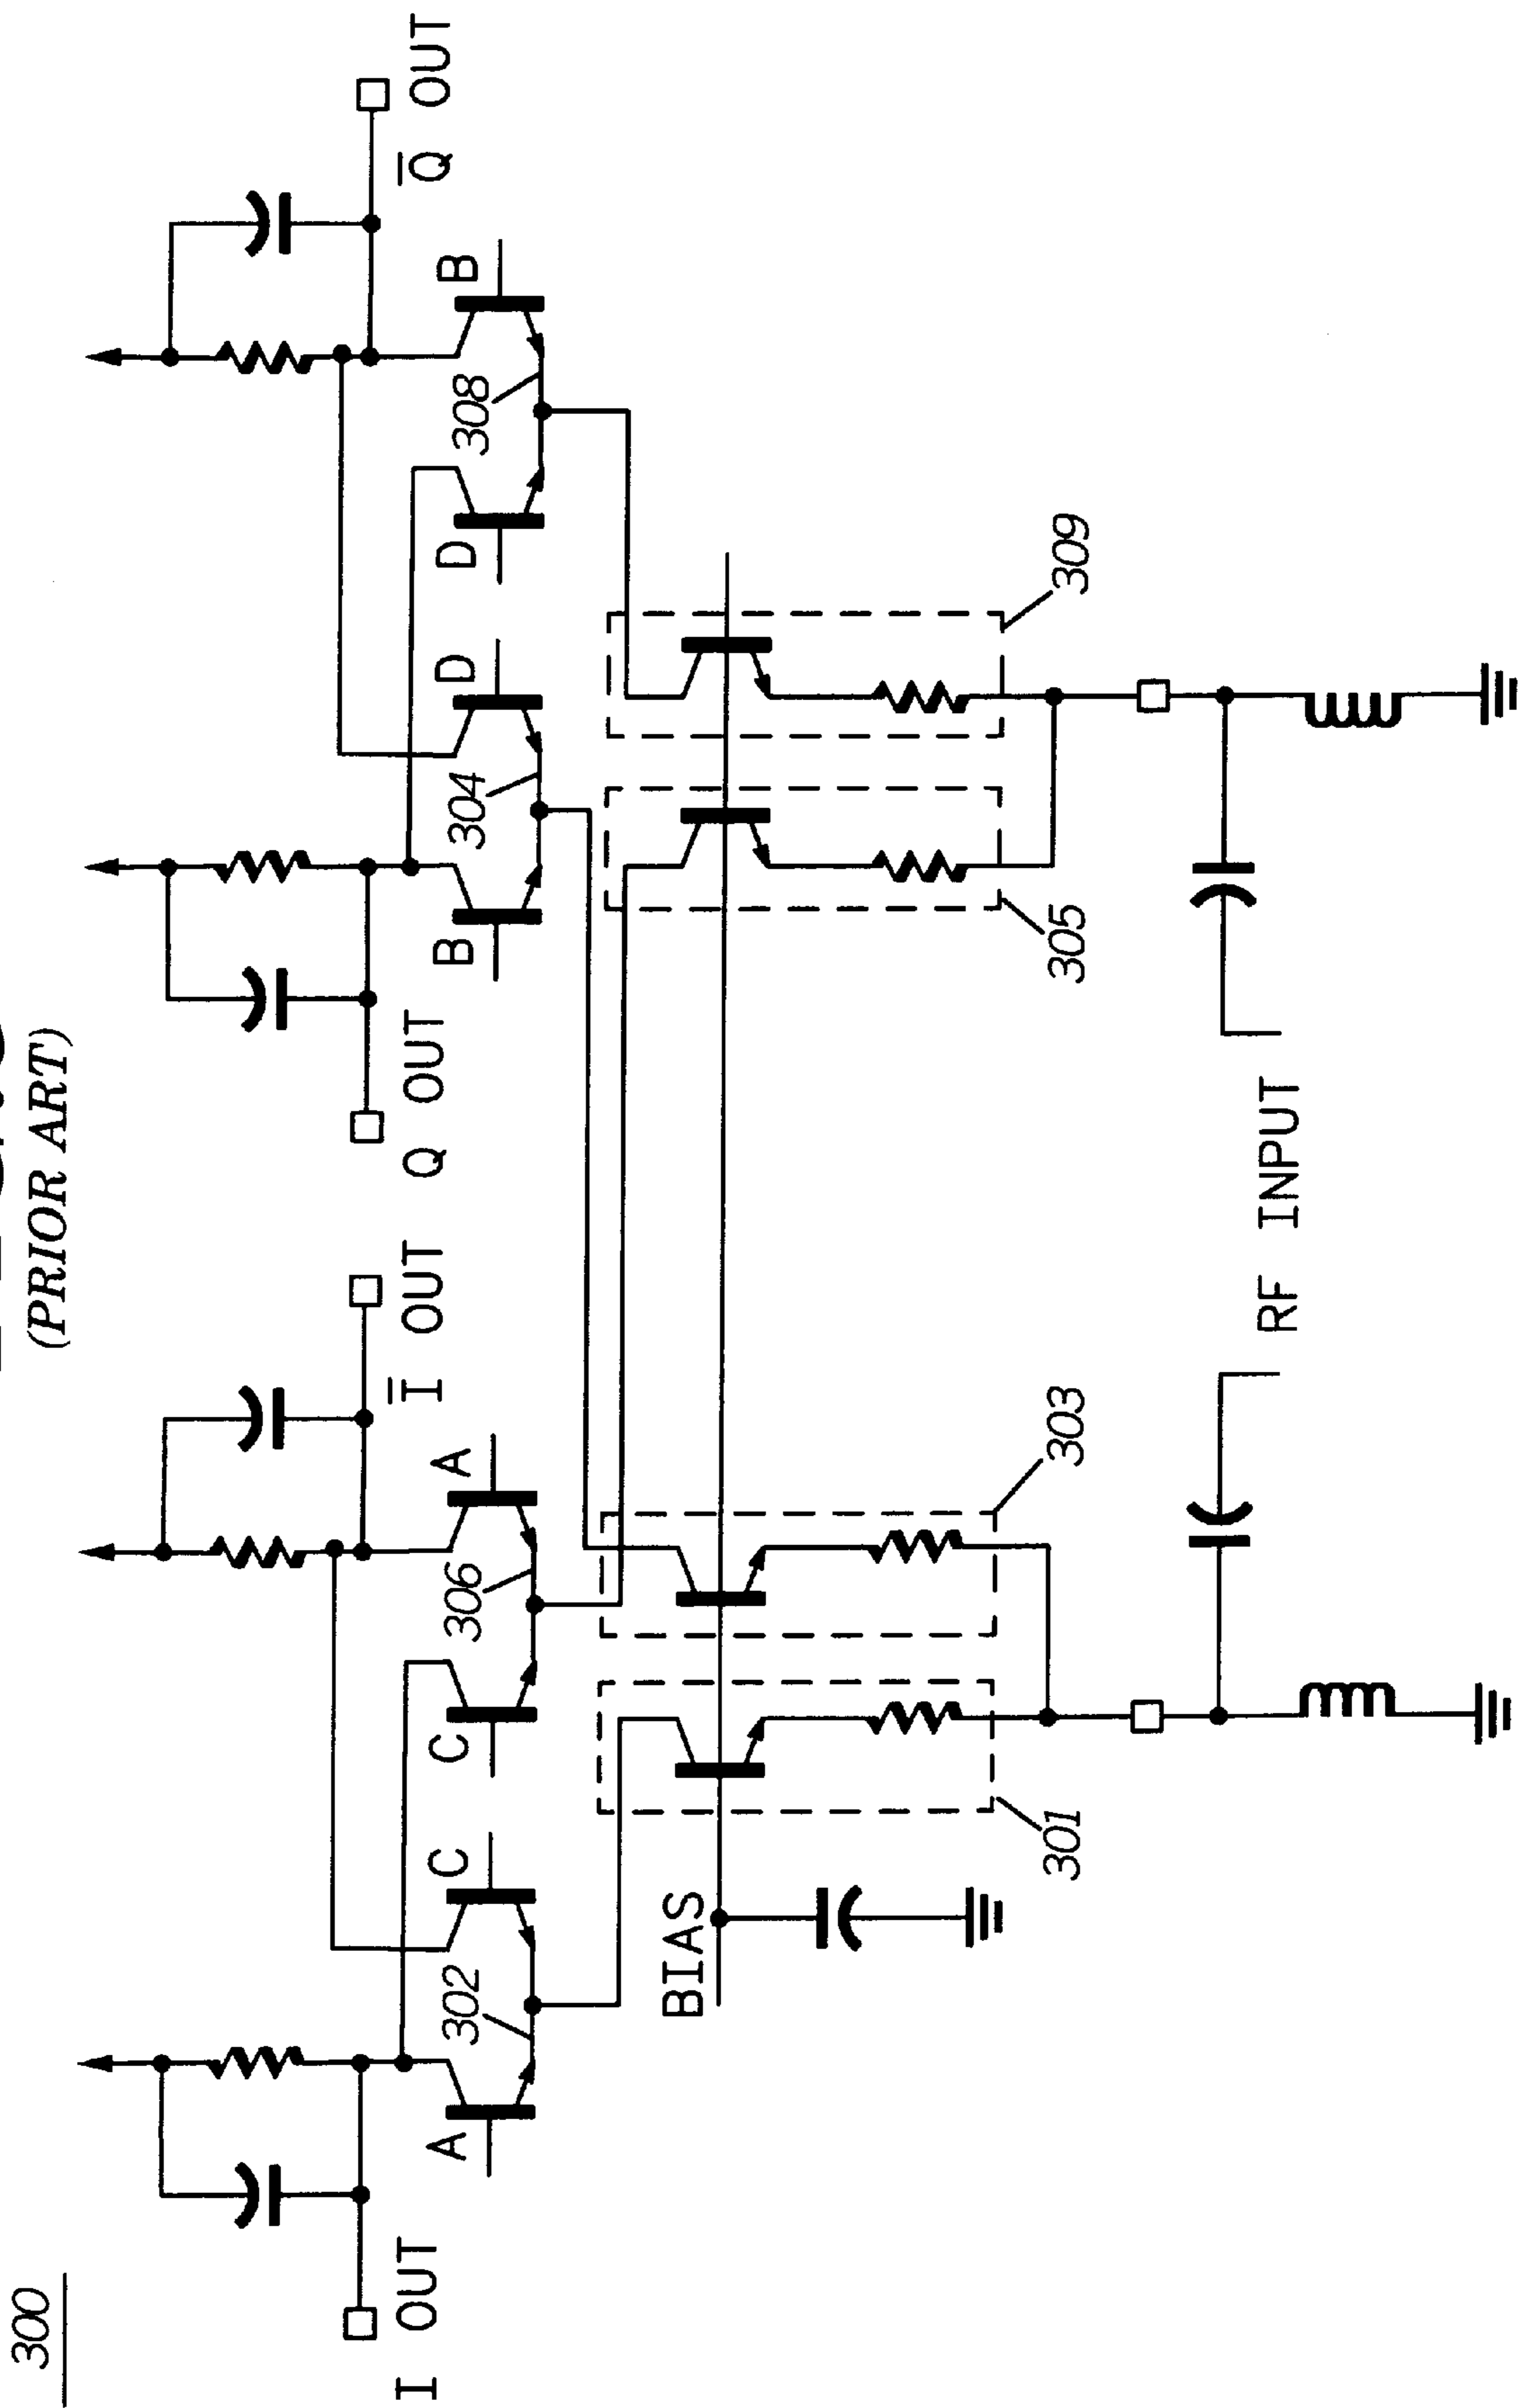 300
(PRIOR ART)
I OUT
I̅ OUT
Q OUT
Q̅ OUT
A
302
C
C
306
A
B
304
D
D
308
B
BIAS
301
303
305
309
RF INPUT